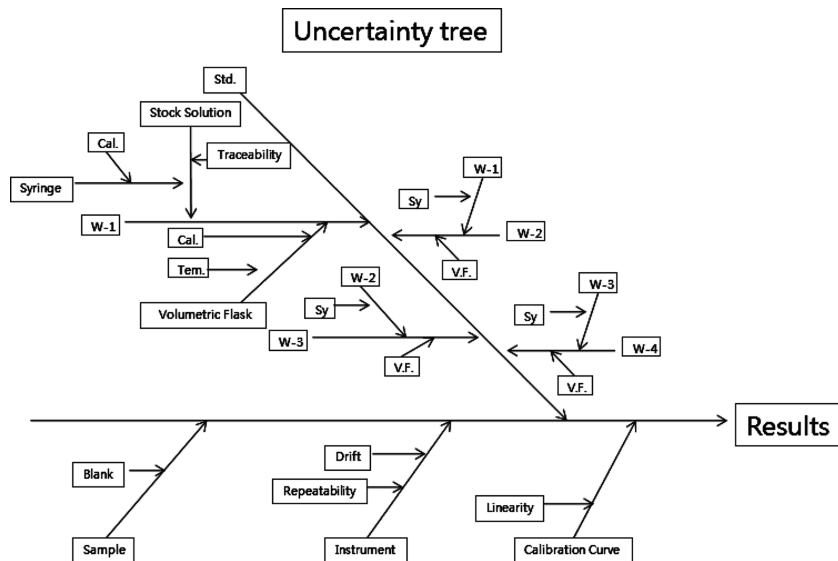 Uncertainty tree
Std.
Stock Solution
Cal.
Traceability
Syringe
W-1
Sy
W-1
Cal.
W-2
Tem.
V.F.
W-2
W-3
Volumetric Flask
Sy
Sy
W-3
W-4
V.F.
V.F.
Results
Blank
Drift
Repeatability
Linearity
Sample
Instrument
Calibration Curve